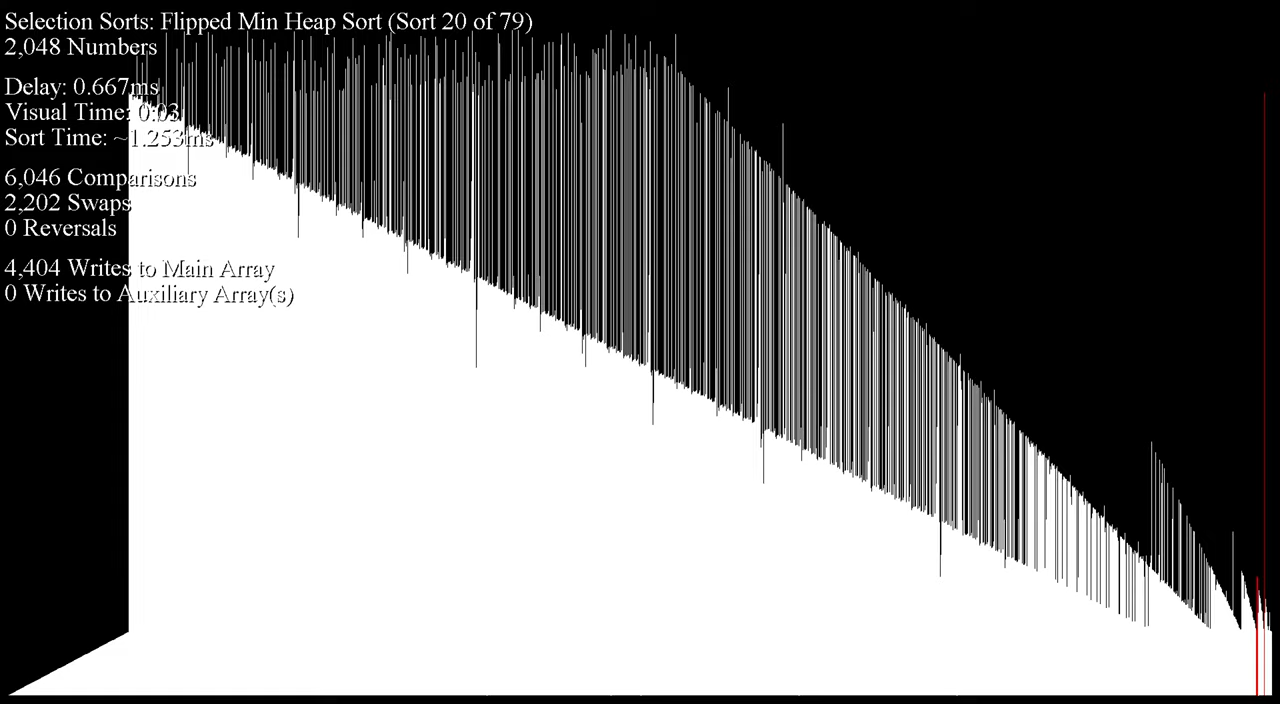 Selection Sorts: Flipped Min Heap Sort (Sort 20 of 79)
2,048 Numbers
Delay: 0.667ms
Visual Time: 0:03
Sort Time: ~1.253ms
6,046 Comparisons
2,202 Swaps
0 Reversals
4,404 Writes to Main Array
0 Writes to Auxiliary Array(s)